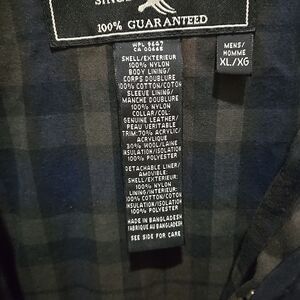 SINCE
100% GUARANTEED
WPL 9647
CA 00665
SHELL/EXTERIEUR
100% NYLON
BODY LINING/
CORPS DOUBLURE
100% COTTON/COTON
SLEEVE LINING/
MANCHE DOUBLURE
100% NYLON
COLLAR/COL:
GENUINE LEATHER/
PEAU VERITABLE
TRIM:70% ACRYLIC/
ACRYLIQUE
30% WOOL/LAINE
INSULATION/ISOLATION
100% POLYESTER
DETACHABLE LINER/
AMOVIBLE:
SHELL/EXTERIEUR:
100% NYLON
LINING/INTERIEUR:
100% COTTON/COTON
INSULATION/ISOLATION
100% POLYESTER
MADE IN BANGLADESH
FABRIQUE AU BANGLADESH
SEE SIDE FOR CARE
MENS/
HOMME
XL/XG